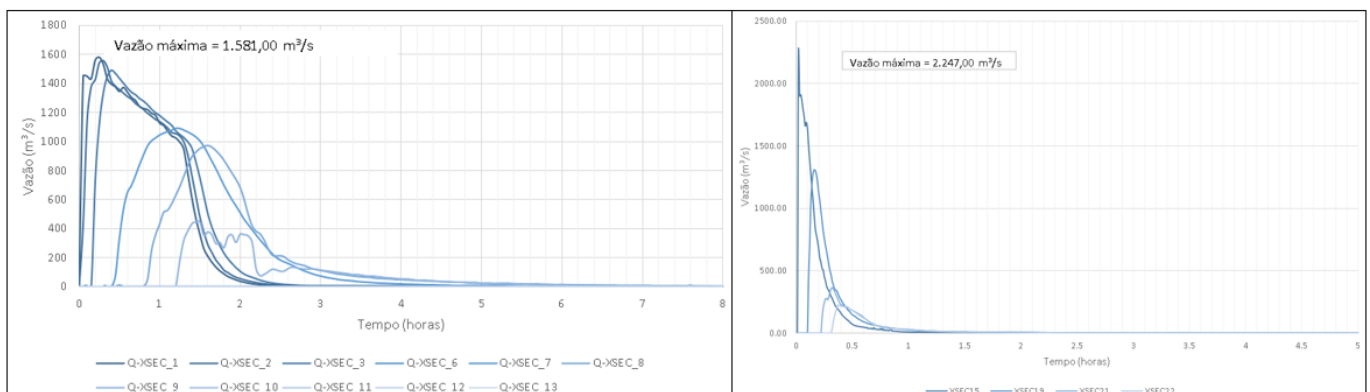 Vazão máxima = 1.581,00 m³/s
Vazão (m³/s)
1800
1600
1400
1200
1000
800
600
400
200
0
0 1 2 3 4 5 6 7 8
Tempo (horas)
Q-XSEC_1 Q-XSEC_2 Q-XSEC_3 Q-XSEC_6 Q-XSEC_7 Q-XSEC_8
Q-XSEC_9 Q-XSEC_10 Q-XSEC_11 Q-XSEC_12 Q-XSEC_13
Vazão máxima = 2.247,00 m³/s
Vazão (m³/s)
2500.00
2000.00
1500.00
1000.00
500.00
0.00
0 0.5 1 1.5 2 2.5 3 3.5 4 4.5 5
Tempo (horas)
XSEC15 XSEC19 XSEC21 XSEC22